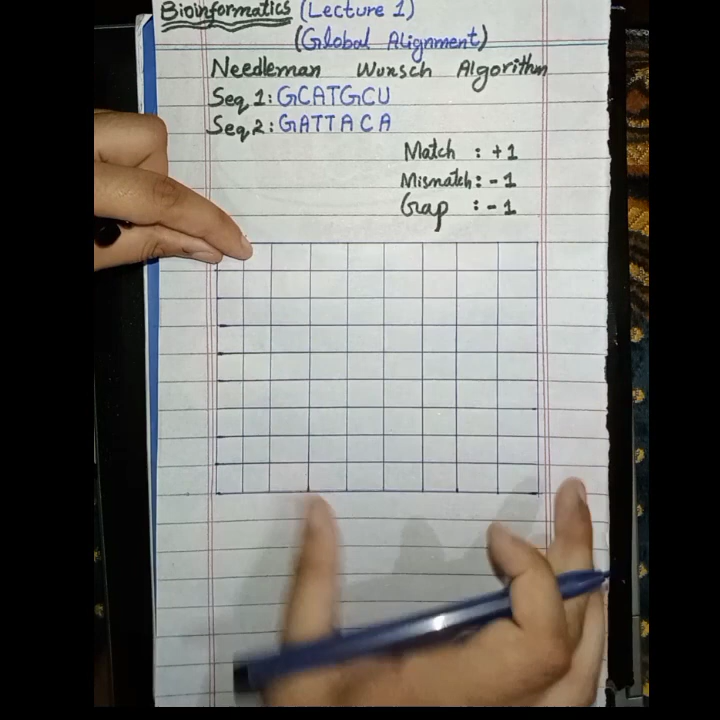 Bioinformatics (Lecture 1)
(Global Alignment)
Needleman Wunsch Algorithm
Seq 1: GCATGCU
Seq 2: GATTACA
Match : +1
Mismatch: -1
Gap : -1